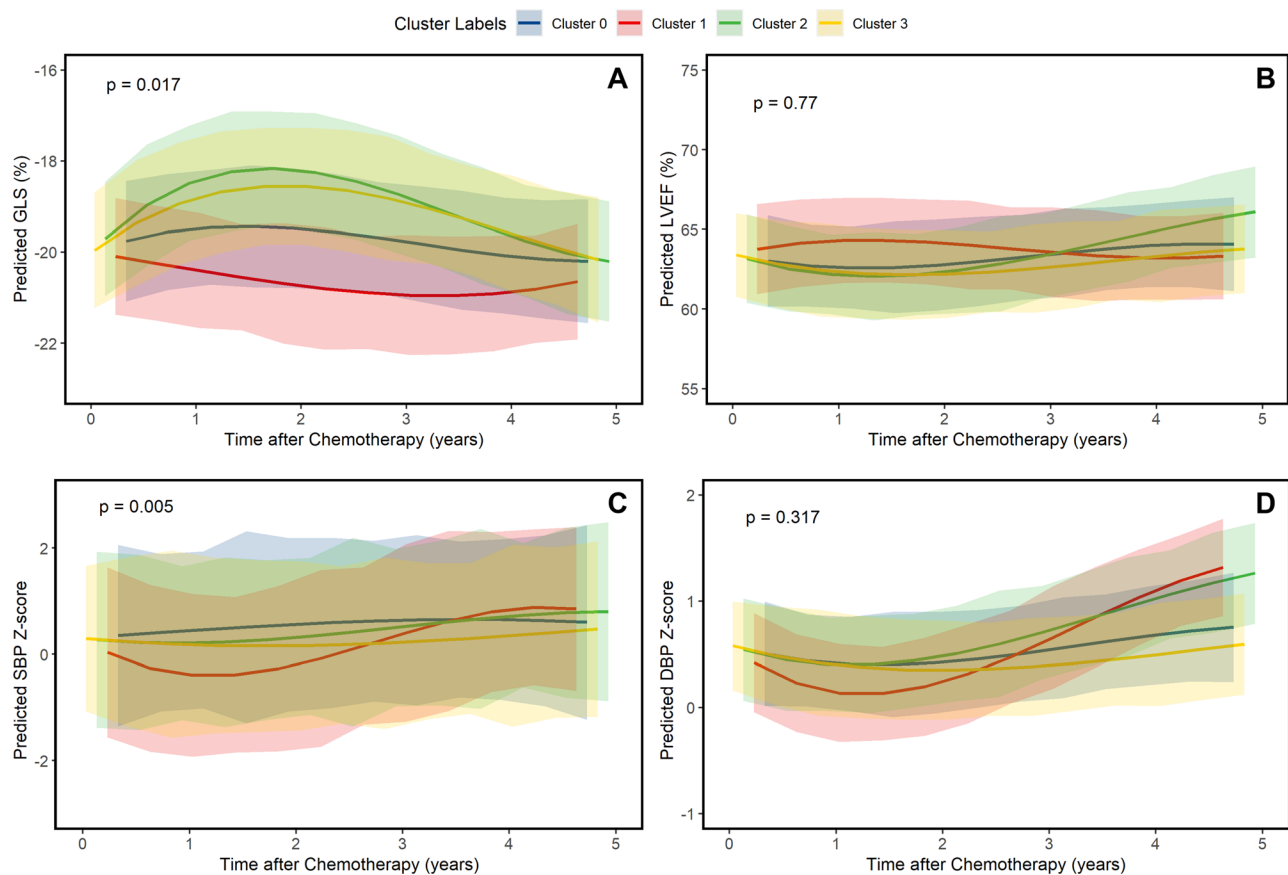 Cluster Labels Cluster 0 Cluster 1 Cluster 2 Cluster 3
A
p = 0.017
Predicted GLS (%)
-16
-18
-20
-22
0 1 2 3 4 5
Time after Chemotherapy (years)
B
p = 0.77
Predicted LVEF (%)
75
70
65
60
55
0 1 2 3 4 5
Time after Chemotherapy (years)
C
p = 0.005
Predicted SBP Z-score
2
0
-2
0 1 2 3 4 5
Time after Chemotherapy (years)
D
p = 0.317
Predicted DBP Z-score
2
1
0
-1
0 1 2 3 4 5
Time after Chemotherapy (years)